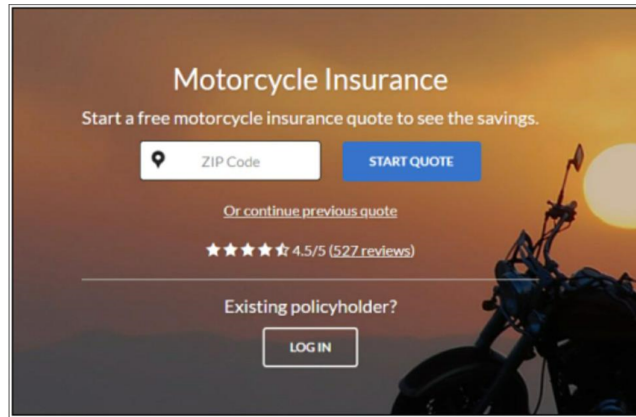 Motorcycle Insurance
Start a free motorcycle insurance quote to see the savings.
ZIP Code START QUOTE
Or continue previous quote
4.5/5 (527 reviews)
Existing policyholder?
LOG IN